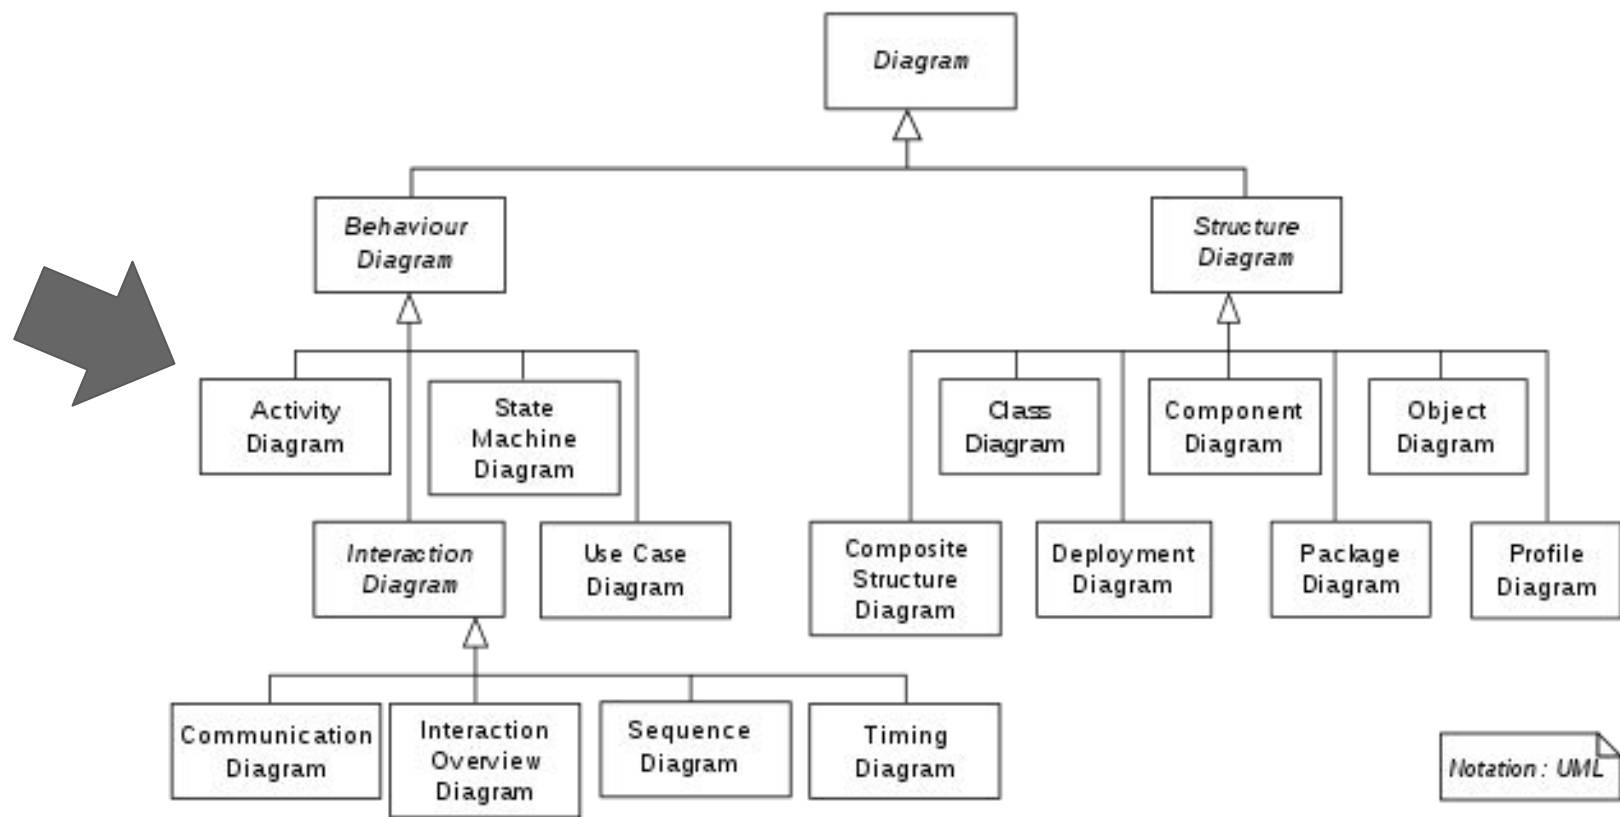 Diagram
Behaviour
Diagram
Structure
Diagram
Activity
Diagram
State
Machine
Diagram
Class
Diagram
Component
Diagram
Object
Diagram
Interaction
Diagram
Use Case
Diagram
Composite
Structure
Diagram
Deployment
Diagram
Package
Diagram
Profile
Diagram
Communication
Diagram
Interaction
Overview
Diagram
Sequence
Diagram
Timing
Diagram
Notation: UML